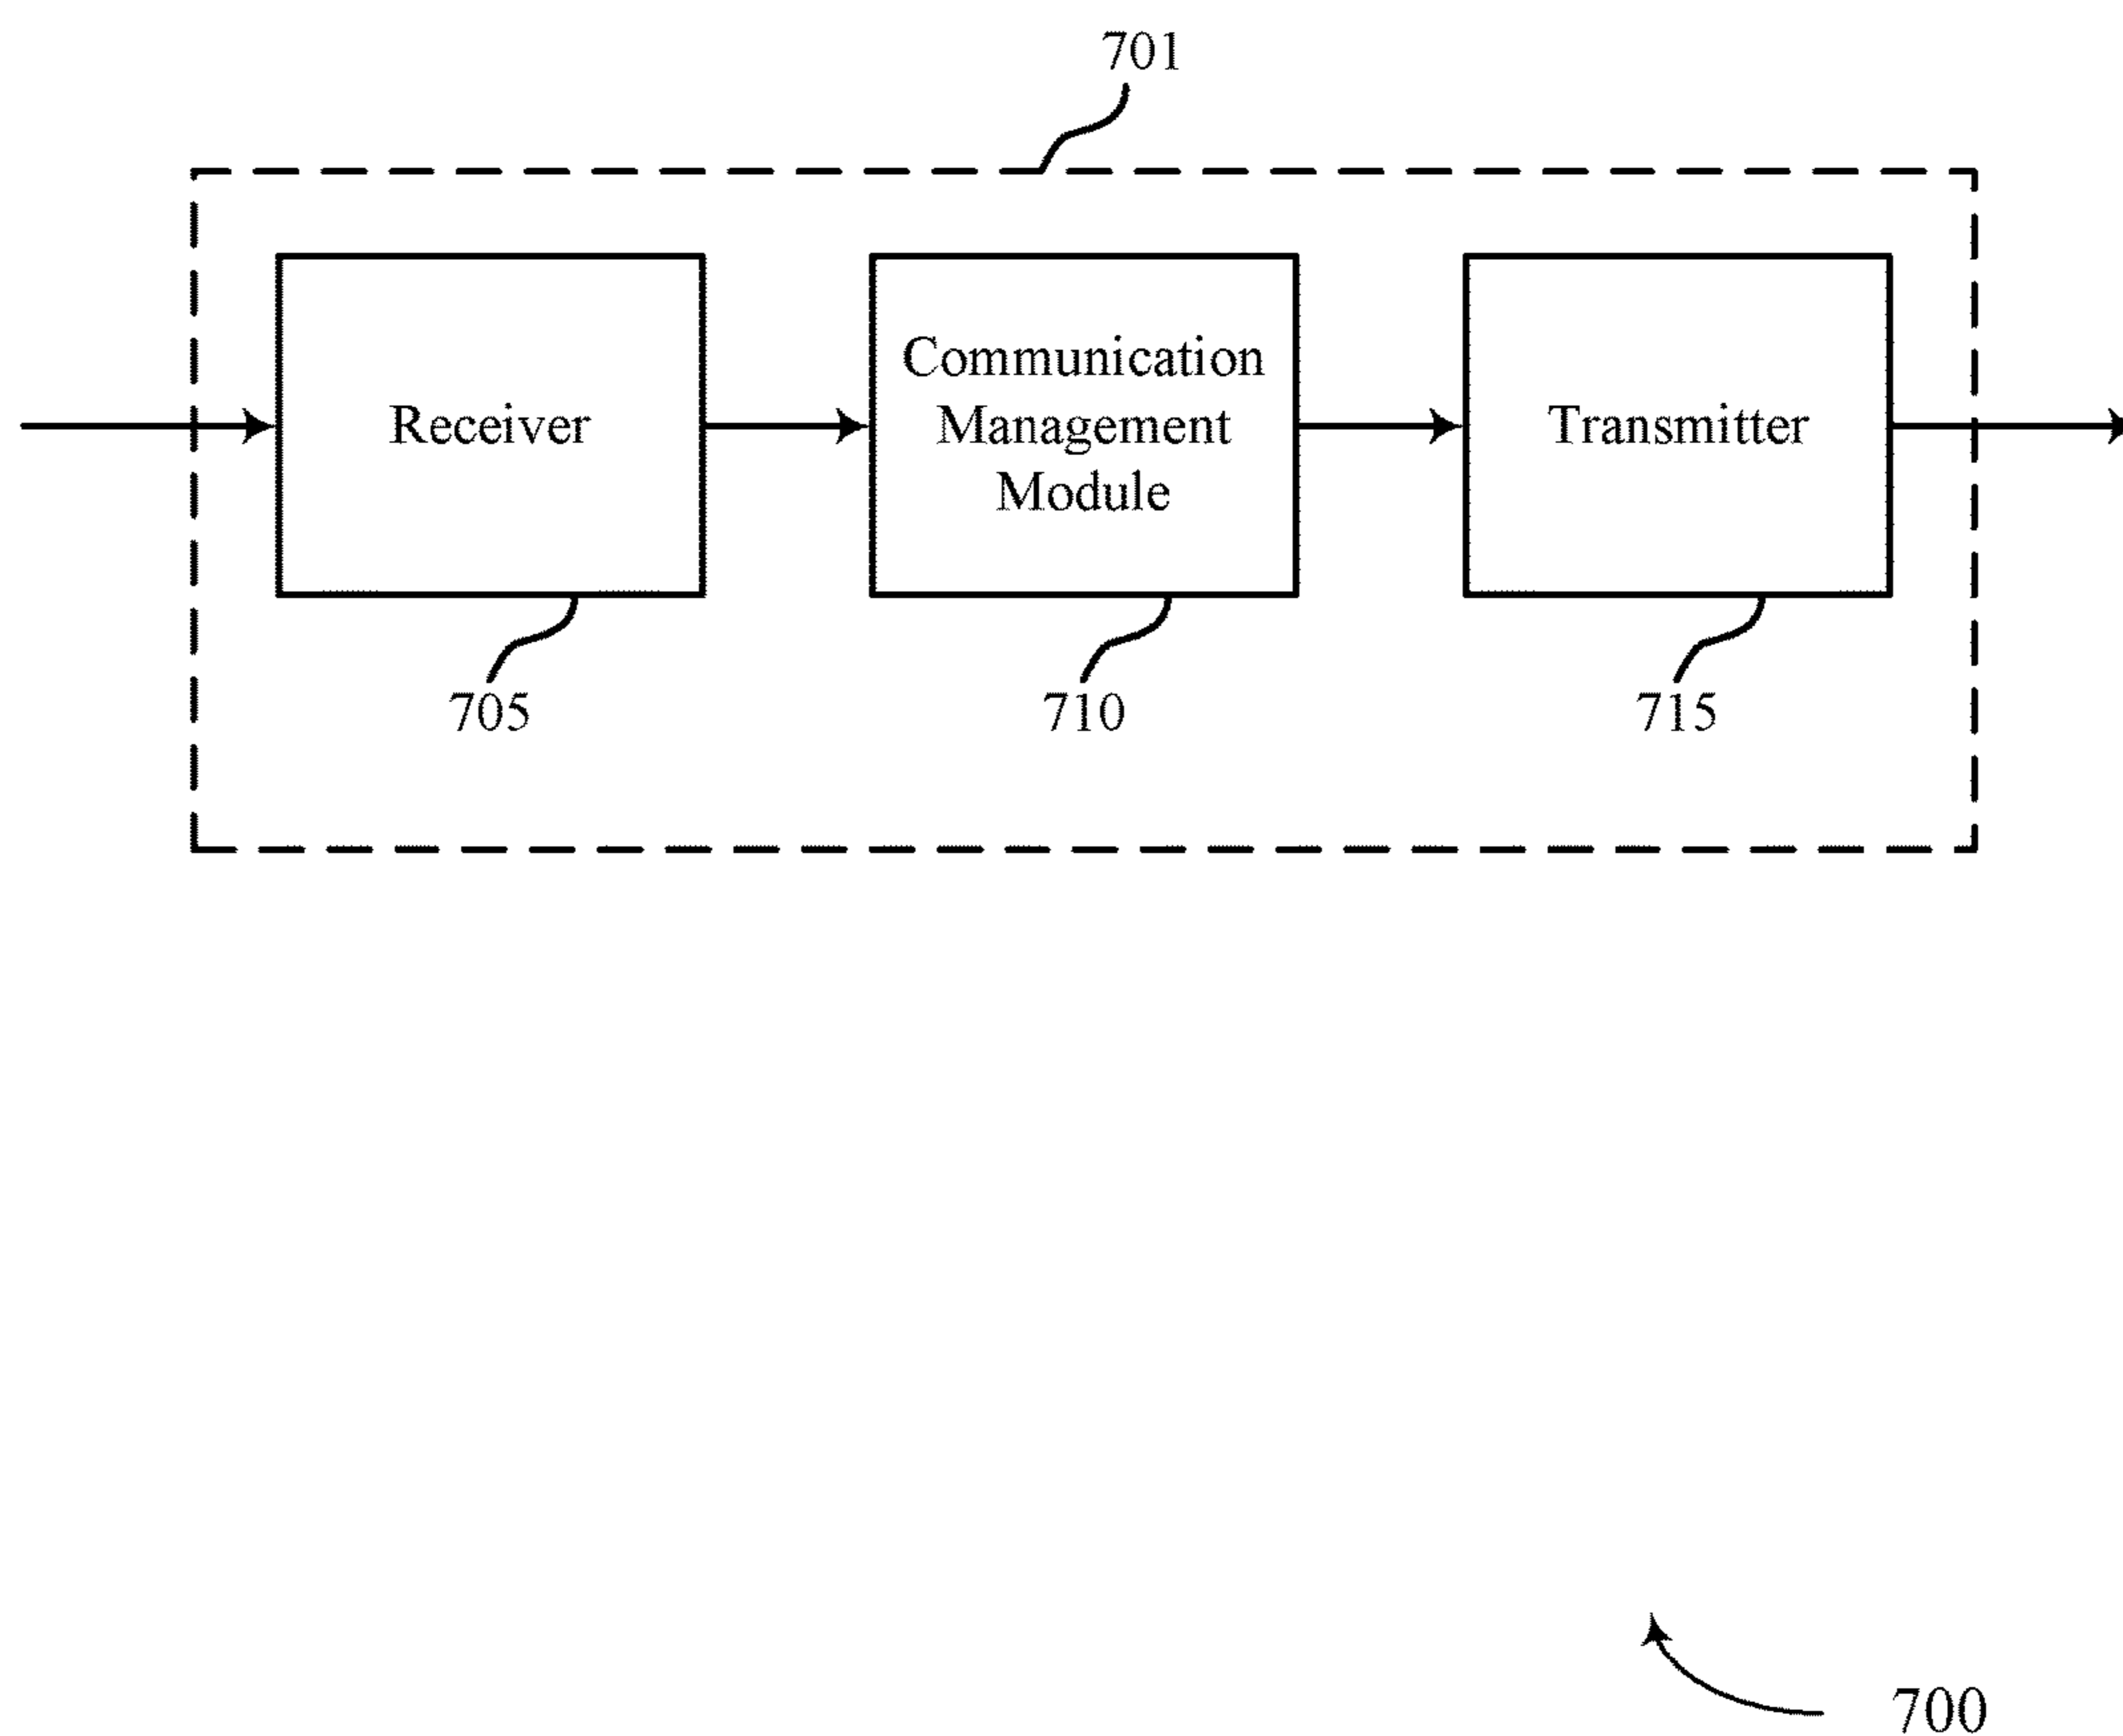 701
Receiver
Communication
Management
Module
Transmitter
705
710
715
700